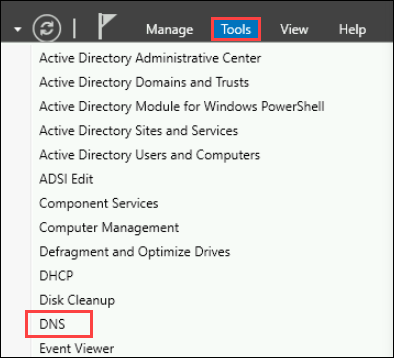 Manage Tools View Help
Active Directory Administrative Center
Active Directory Domains and Trusts
Active Directory Module for Windows PowerShell
Active Directory Sites and Services
Active Directory Users and Computers
ADSI Edit
Component Services
Computer Management
Defragment and Optimize Drives
DHCP
Disk Cleanup
DNS
Event Viewer